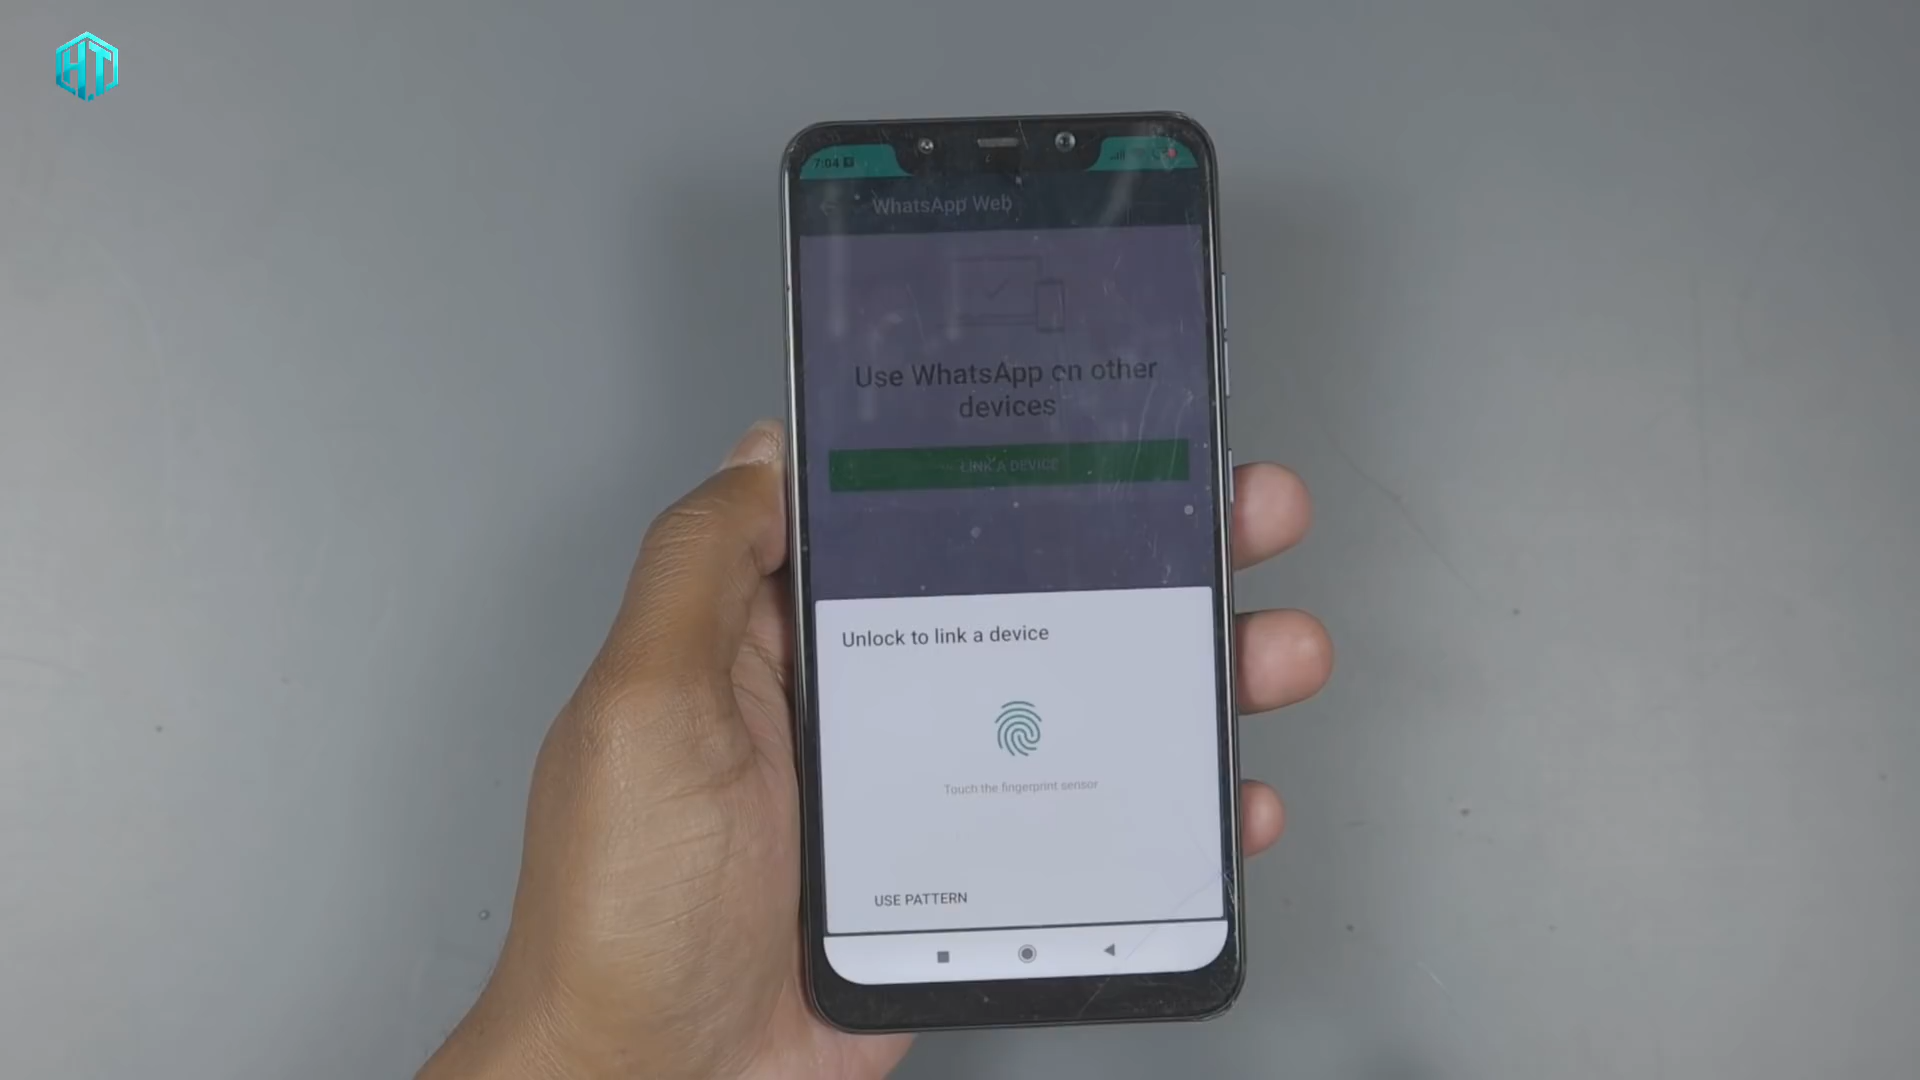 HT
7:04
WhatsApp Web
Use WhatsApp on other
devices
LINK A DEVICE
Unlock to link a device
Touch the fingerprint sensor
USE PATTERN